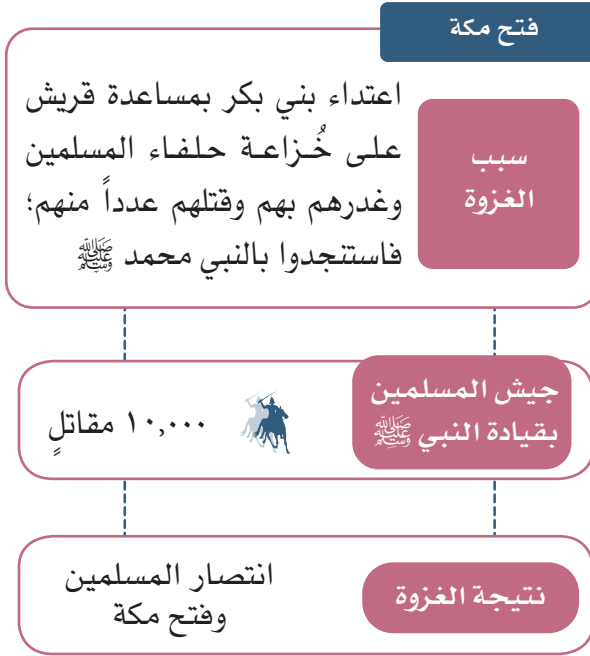 فتح مكة
سبب
الغزوة
اعتداء بني بكر بمساعدة قريش
على خُزاعة حلفاء المسلمين
وغدرهم بهم وقتلهم عدداً منهم؛
فاستنجدوا بالنبي محمد ﷺ
جيش المسلمين
بقيادة النبي ﷺ
١٠,٠٠٠ مقاتلٍ
نتيجة الغزوة
انتصار المسلمين
وفتح مكة